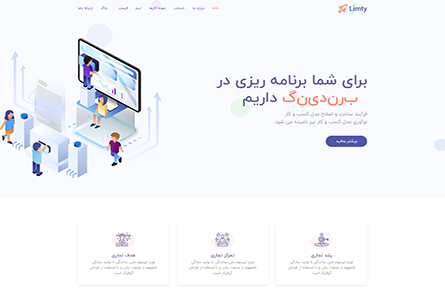 Limty
خانه درباره ما خدمات نمونه کارها تیم قیمت بلاگ ارتباط باما
برای شما برنامه ریزی در
برندینگ داریم
فرآیند ساخت و اصلاح مدل کسب و کار
نوآوری مدل کسب و کار نیز نامیده می شود.
بیشتر بدانید
رشد تجاری
لورم ایپسوم متن ساختگی با تولید سادگی
نامفهوم از صنعت چاپ و با استفاده از طراحان
گرافیک است.
تمرکز تجاری
لورم ایپسوم متن ساختگی با تولید سادگی
نامفهوم از صنعت چاپ و با استفاده از طراحان
گرافیک است.
هدف تجاری
لورم ایپسوم متن ساختگی با تولید سادگی
نامفهوم از صنعت چاپ و با استفاده از طراحان
گرافیک است.